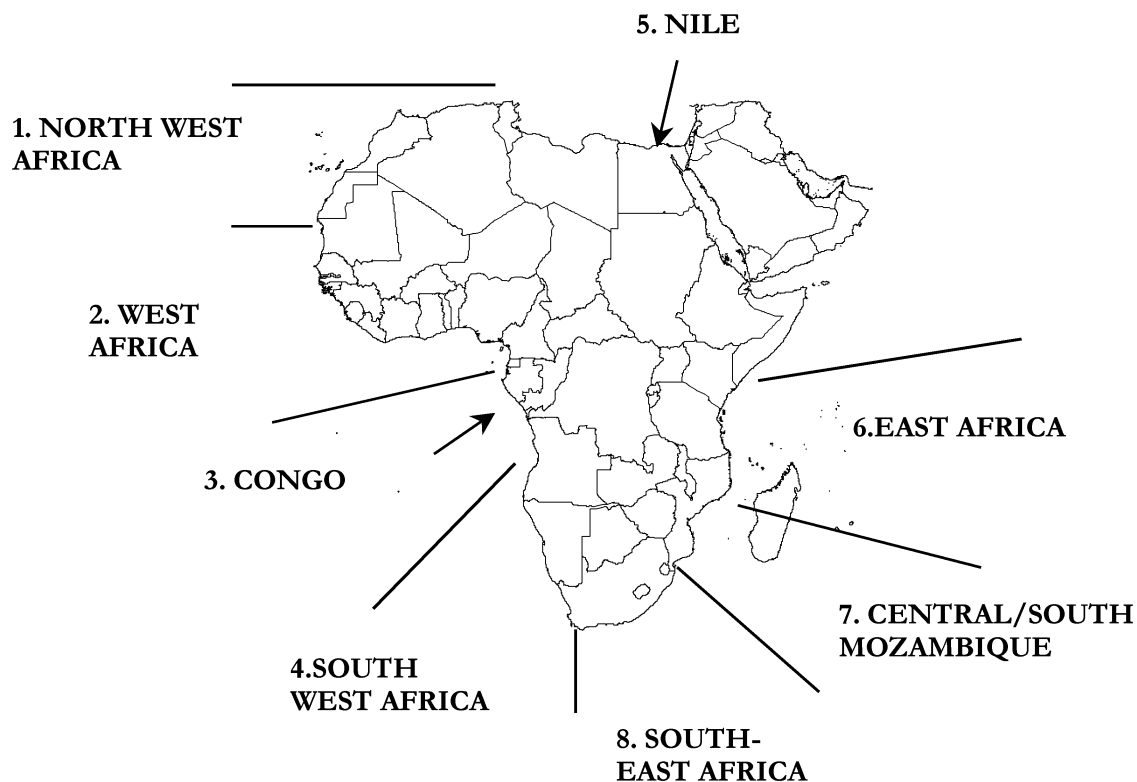 5. NILE
1. NORTH WEST
AFRICA
2. WEST
AFRICA
6.EAST AFRICA
3. CONGO
7. CENTRAL/SOUTH
MOZAMBIQUE
4.SOUTH
WEST AFRICA
8. SOUTH-
EAST AFRICA